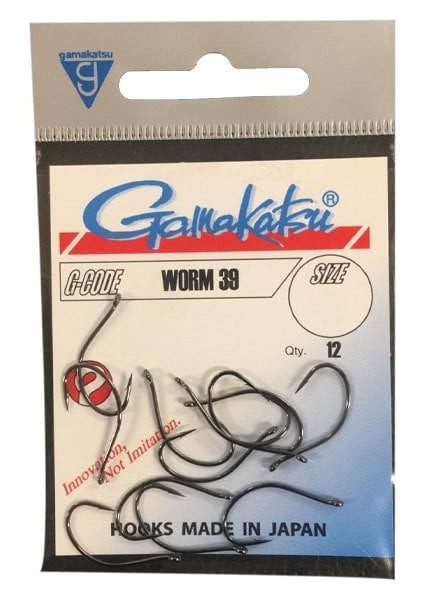 gamakatsu
g
Gamakatsu®
G-CODE WORM 39 SIZE
Qty. 12
Innovation,
Not Imitation.
HOOKS MADE IN JAPAN